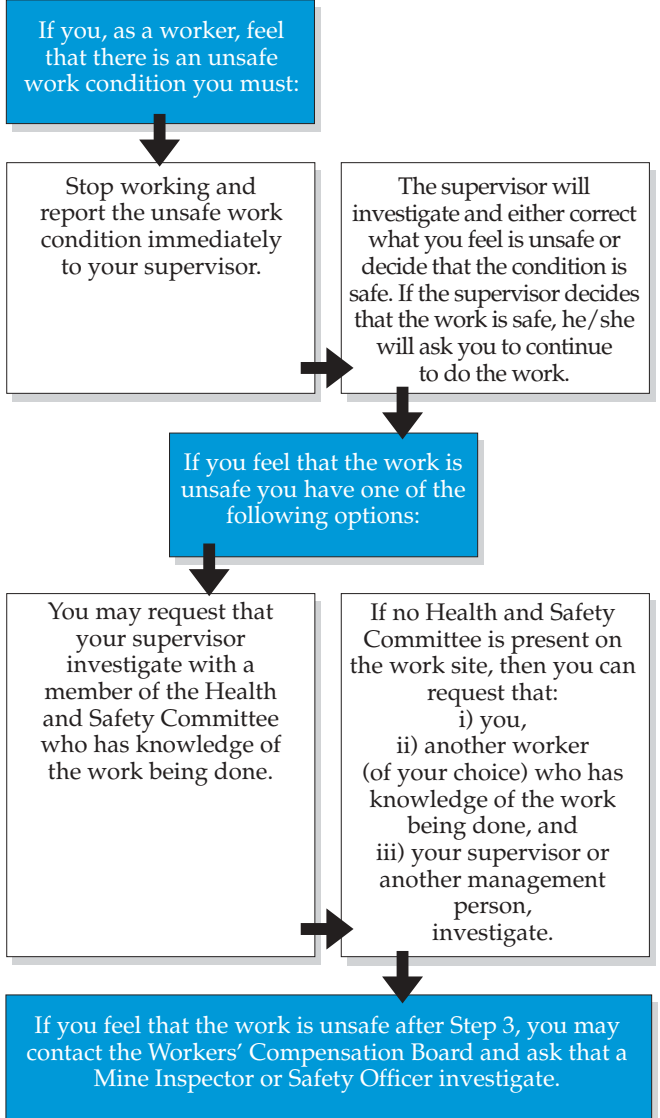 If you, as a worker, feel
that there is an unsafe
work condition you must:
Stop working and
report the unsafe work
condition immediately
to your supervisor.
The supervisor will
investigate and either correct
what you feel is unsafe or
decide that the condition is
safe. If the supervisor decides
that the work is safe, he/she
will ask you to continue
to do the work.
If you feel that the work is
unsafe you have one of the
following options:
You may request that
your supervisor
investigate with a
member of the Health
and Safety Committee
who has knowledge of
the work being done.
If no Health and Safety
Committee is present on
the work site, then you can
request that:
i) you,
ii) another worker
(of your choice) who has
knowledge of the work
being done, and
iii) your supervisor or
another management
person,
investigate.
If you feel that the work is unsafe after Step 3, you may
contact the Workers’ Compensation Board and ask that a
Mine Inspector or Safety Officer investigate.